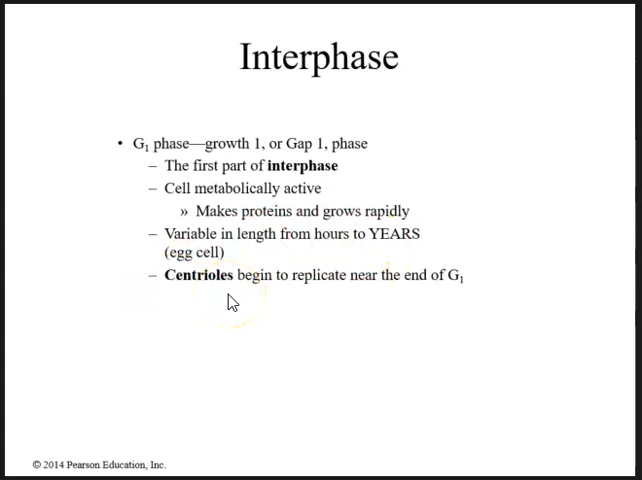 Interphase
• G₁ phase—growth 1, or Gap 1, phase
– The first part of interphase
– Cell metabolically active
» Makes proteins and grows rapidly
– Variable in length from hours to YEARS
(egg cell)
– Centrioles begin to replicate near the end of G₁
© 2014 Pearson Education, Inc.